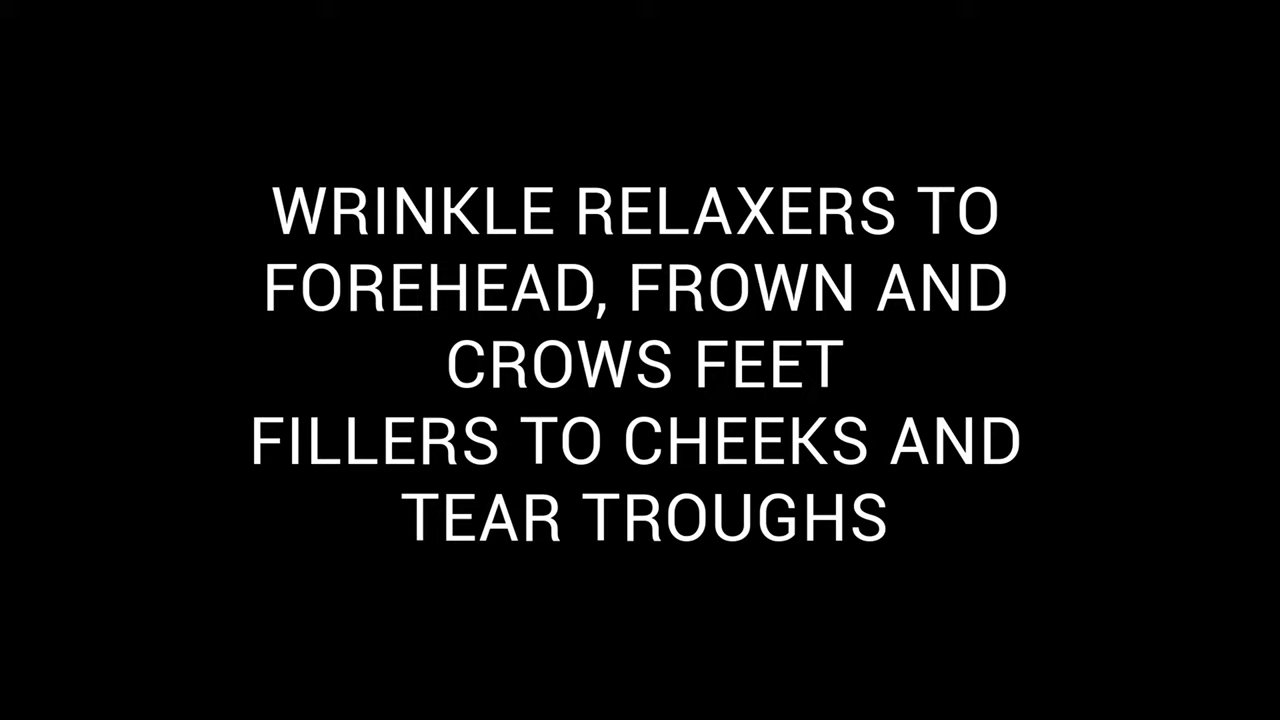 WRINKLE RELAXERS TO
FOREHEAD, FROWN AND
CROWS FEET
FILLERS TO CHEEKS AND
TEAR TROUGHS